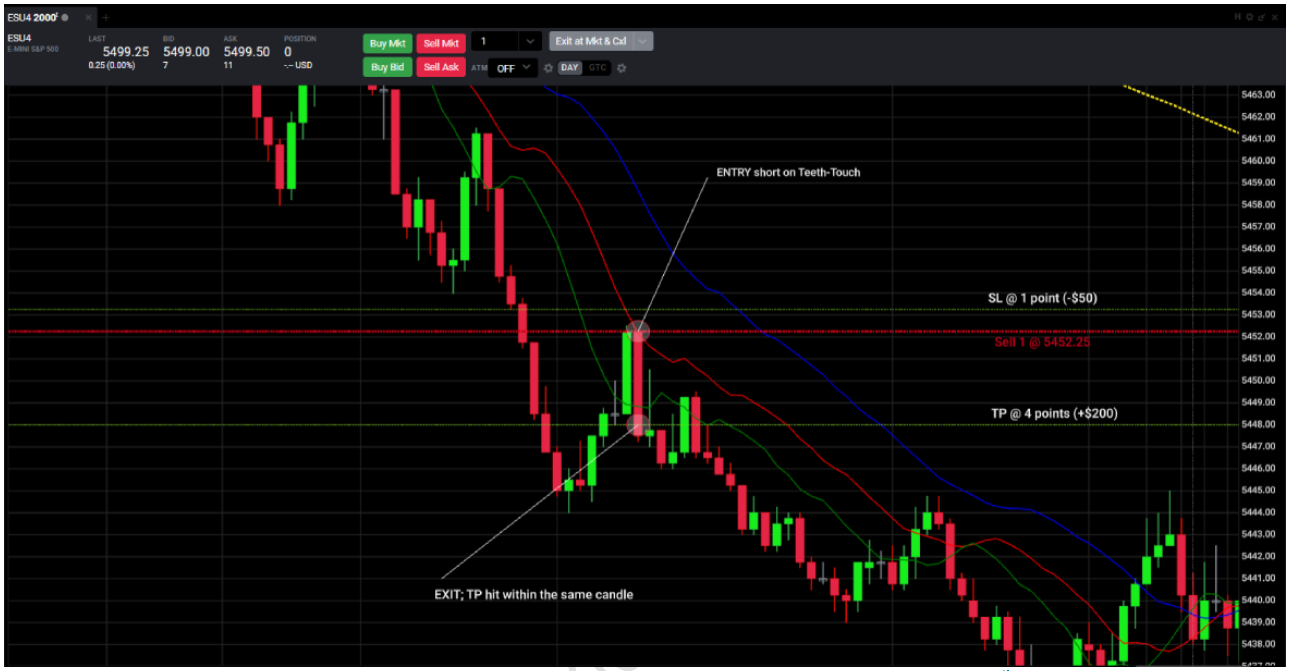 ESU4 2000ᵗ
H
ESU4
E-MINI S&P 500
LAST
5499.25
0.25 (0.00%)
BID
5499.00
7
ASK
5499.50
11
POSITION
0
-.-- USD
Buy Mkt
Sell Mkt
1
Exit at Mkt & Cxl
Buy Bid
Sell Ask
ATM
OFF
DAY
GTC
5463.00
5462.00
5461.00
5460.00
5459.00
5458.00
5457.00
5456.00
5455.00
5454.00
5453.00
5452.00
5451.00
5450.00
5449.00
5448.00
5447.00
5446.00
5445.00
5444.00
5443.00
5442.00
5441.00
5440.00
5439.00
5438.00
5437.00
ENTRY short on Teeth-Touch
SL @ 1 point (-$50)
Sell 1 @ 5452.25
TP @ 4 points (+$200)
EXIT; TP hit within the same candle